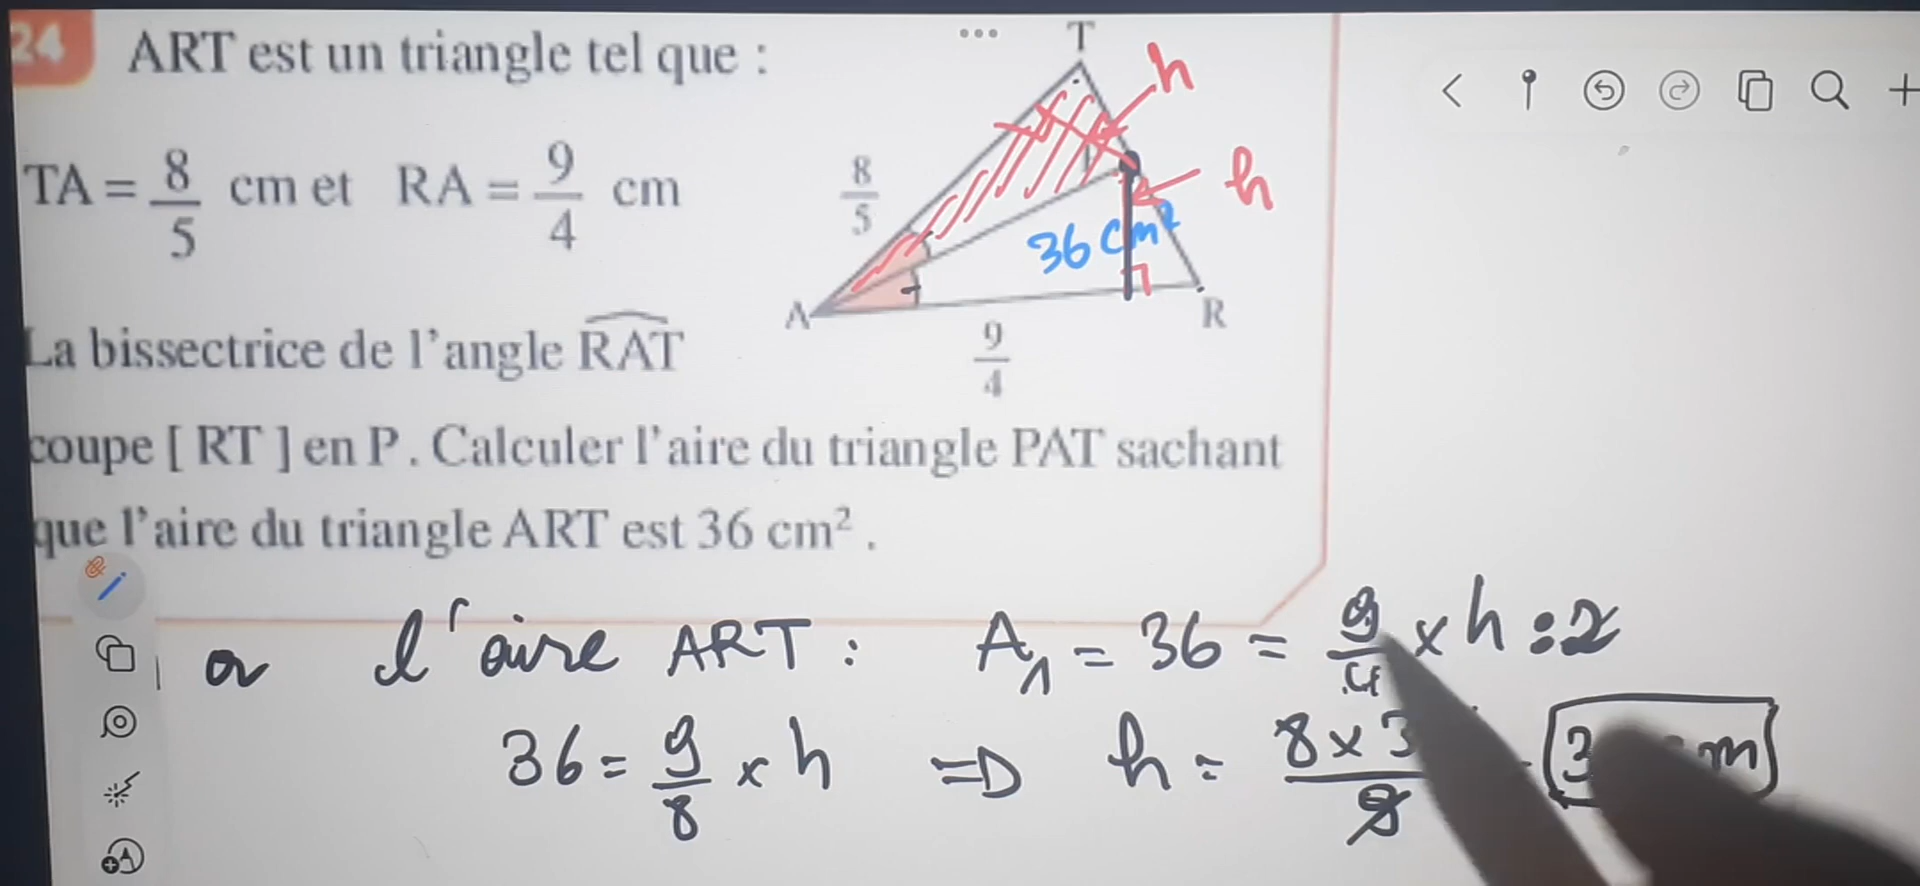 24 ART est un triangle tel que :
TA = 8/5 cm et RA = 9/4 cm
La bissectrice de l'angle RAT
coupe [ RT ] en P . Calculer l'aire du triangle PAT sachant
que l'aire du triangle ART est 36 cm² .
T
h
h
8/5
36 cm²
A
R
9/4
or l'aire ART : A₁ = 36 = 9/4 x h : 2
36 = 9/8 x h => h = 8 x 3